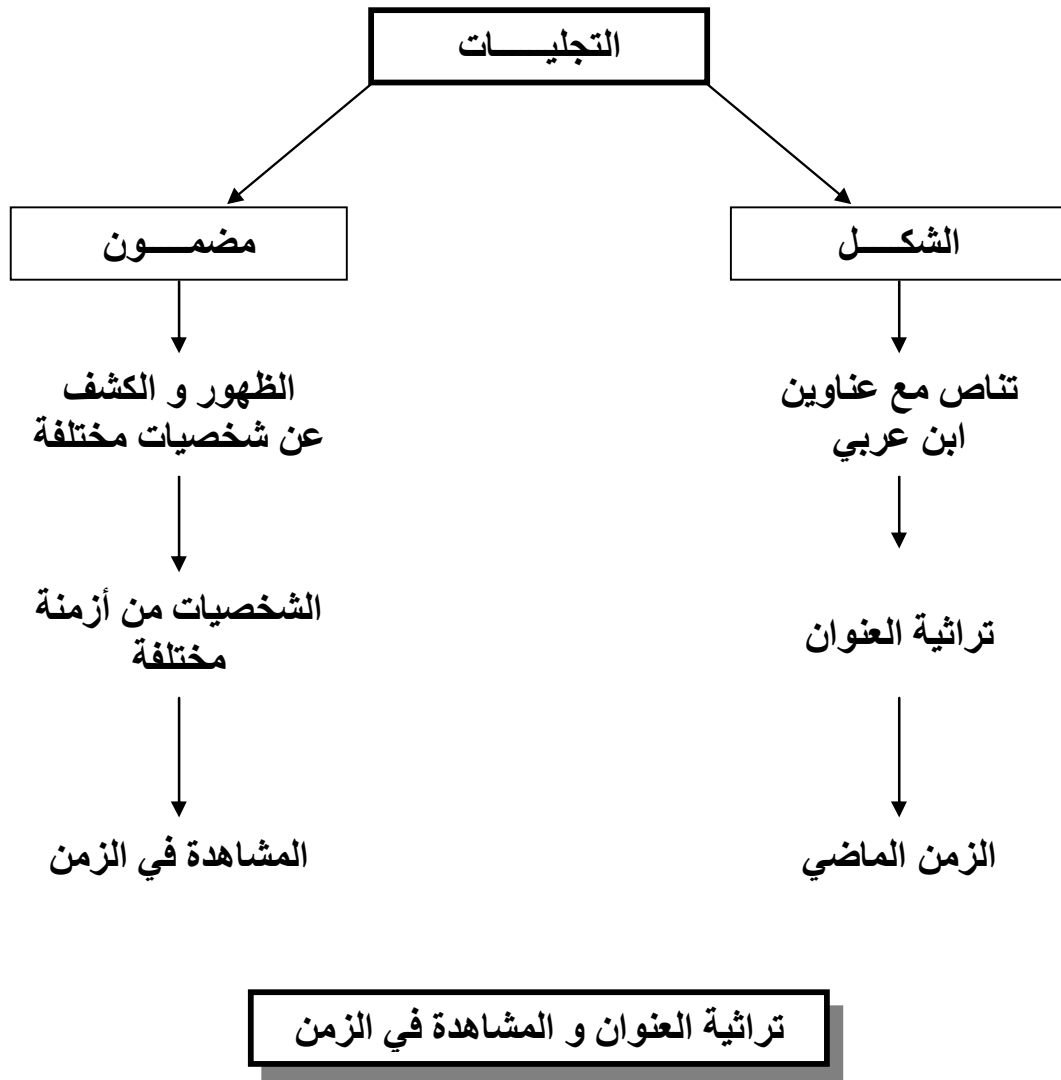 التجليـــات
الشكـــل
مضمـــون
تناص مع عناوين
ابن عربي
الظهور و الكشف
عن شخصيات مختلفة
تراثية العنوان
الشخصيات من أزمنة
مختلفة
الزمن الماضي
المشاهدة في الزمن
تراثية العنوان و المشاهدة في الزمن